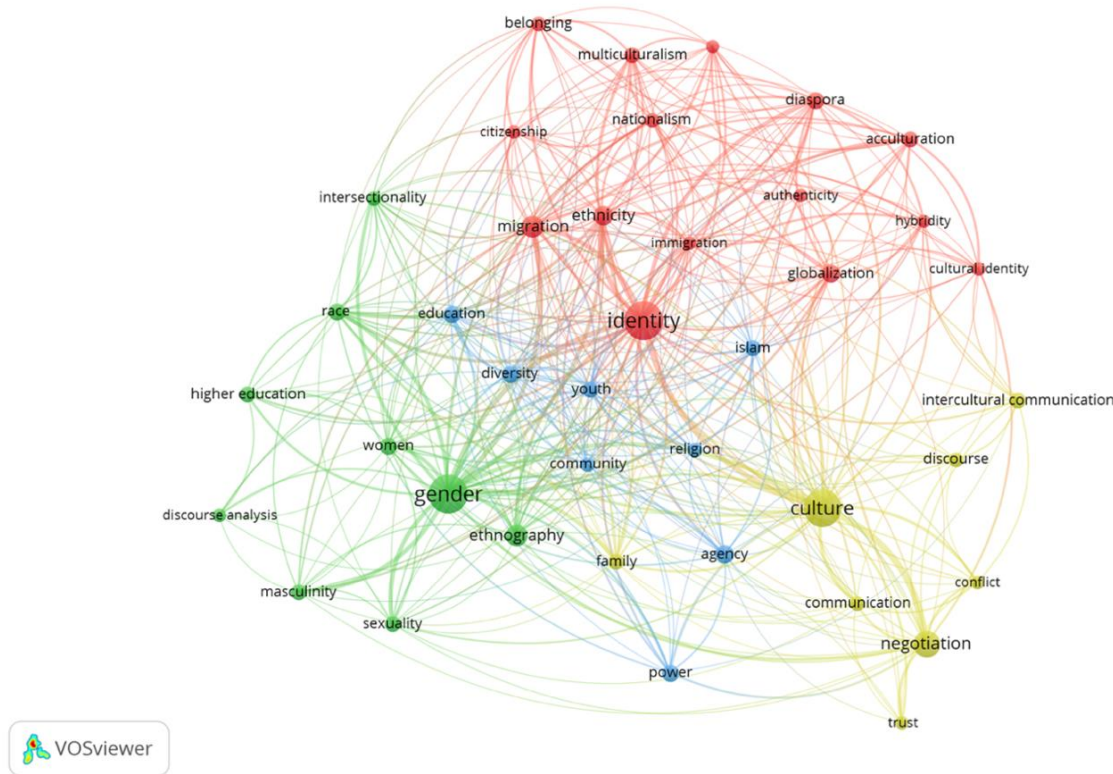 belonging
multiculturalism
diaspora
nationalism
citizenship
acculturation
intersectionality
authenticity
ethnicity
migration
hybridity
immigration
globalization
cultural identity
race
education
identity
islam
diversity
youth
higher education
intercultural communication
women
religion
community
discourse
gender
culture
discourse analysis
ethnography
family
agency
conflict
masculinity
communication
sexuality
negotiation
power
trust
VOSviewer